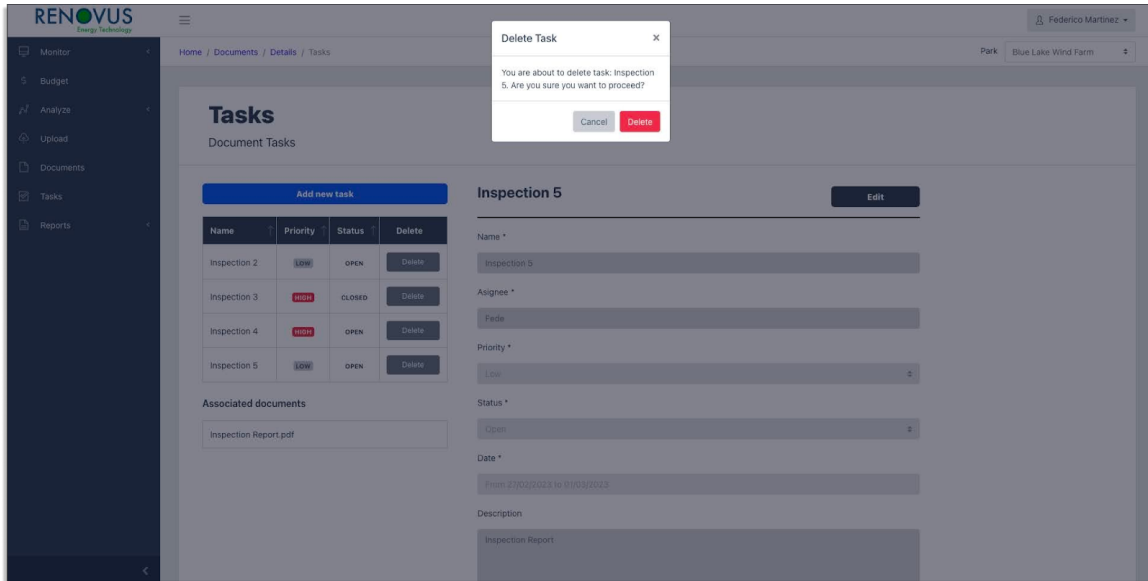 RENOVUS
Energy Technology
Federico Martinez
Monitor
Budget
Analyze
Upload
Documents
Tasks
Reports
Home / Documents / Details / Tasks
Park Blue Lake Wind Farm
Delete Task ×
You are about to delete task: Inspection
5. Are you sure you want to proceed?
Cancel Delete
Tasks
Document Tasks
Add new task
Name Priority Status Delete
Inspection 2 LOW OPEN Delete
Inspection 3 HIGH CLOSED Delete
Inspection 4 HIGH OPEN Delete
Inspection 5 LOW OPEN Delete
Associated documents
Inspection Report.pdf
Inspection 5 Edit
Name *
Inspection 5
Asignee *
Fede
Priority *
Low
Status *
Open
Date *
From 27/02/2023 to 01/03/2023
Description
Inspection Report